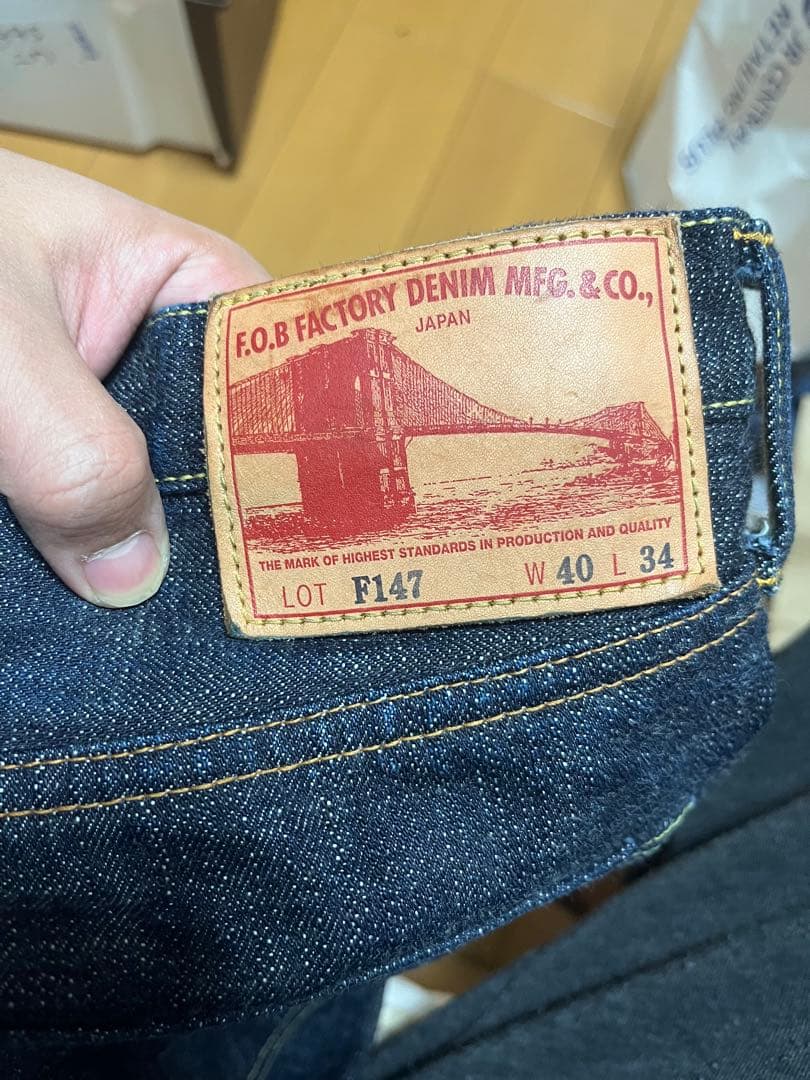 F.O.B FACTORY DENIM MFG. & CO.,
JAPAN
THE MARK OF HIGHEST STANDARDS IN PRODUCTION AND QUALITY
LOT F147 W 40 L 34